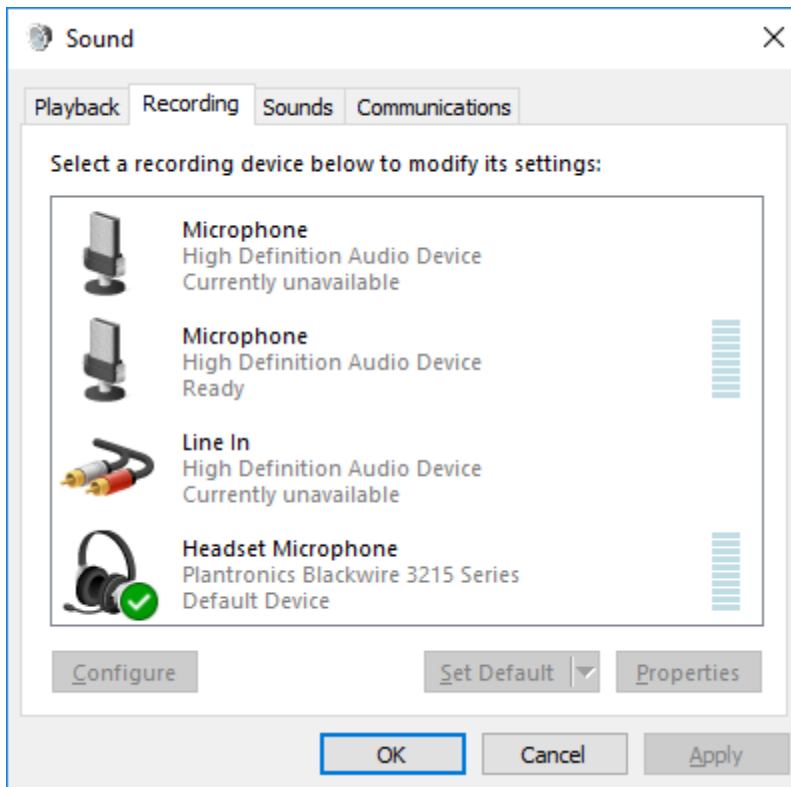 Sound
Playback Recording Sounds Communications
Select a recording device below to modify its settings:
Microphone
High Definition Audio Device
Currently unavailable
Microphone
High Definition Audio Device
Ready
Line In
High Definition Audio Device
Currently unavailable
Headset Microphone
Plantronics Blackwire 3215 Series
Default Device
Configure Set Default Properties
OK Cancel Apply